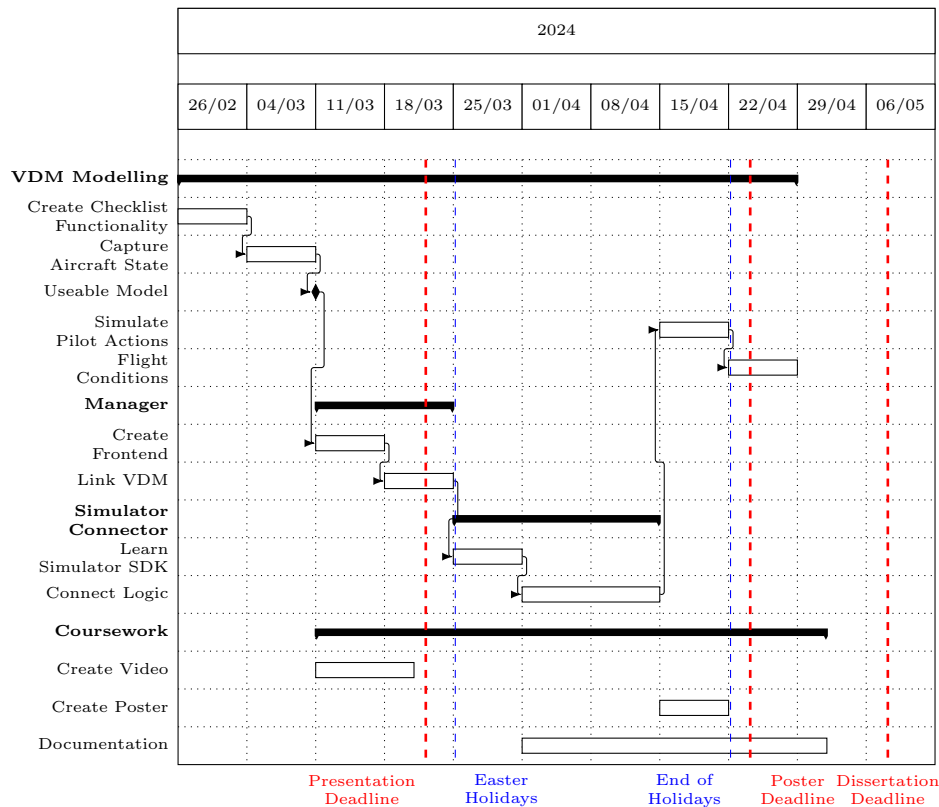 2024
26/02 04/03 11/03 18/03 25/03 01/04 08/04 15/04 22/04 29/04 06/05
VDM Modelling
Create Checklist
Functionality
Capture
Aircraft State
Useable Model
Simulate
Pilot Actions
Flight
Conditions
Manager
Create
Frontend
Link VDM
Simulator
Connector
Learn
Simulator SDK
Connect Logic
Coursework
Create Video
Create Poster
Documentation
Presentation
Deadline
Easter
Holidays
End of
Holidays
Poster
Deadline
Dissertation
Deadline